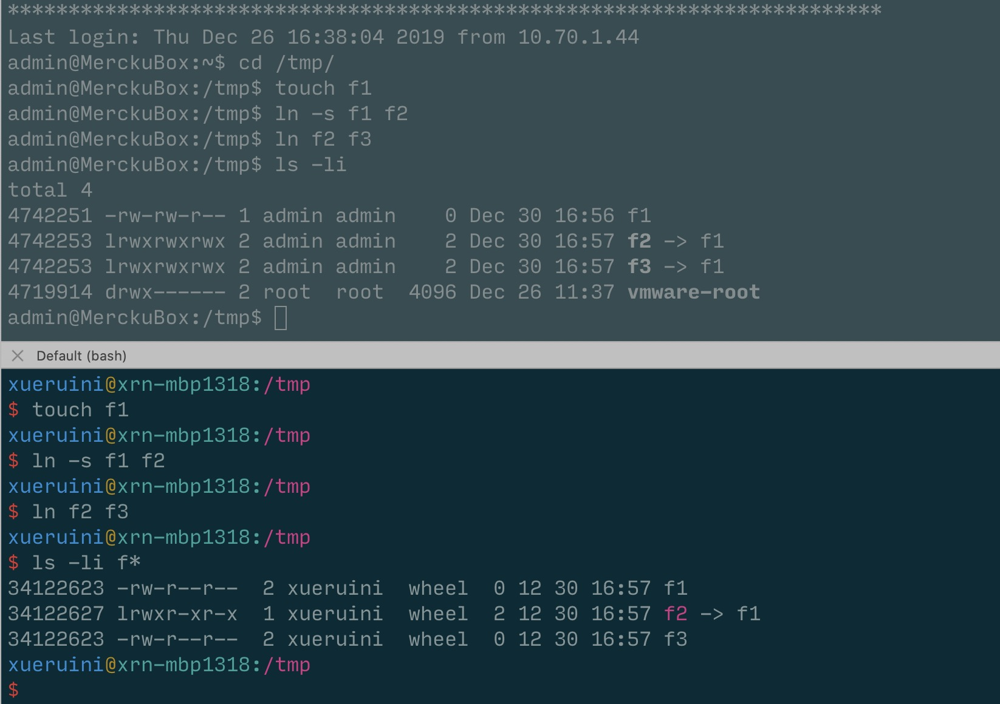 ************************************************************************
Last login: Thu Dec 26 16:38:04 2019 from 10.70.1.44
admin@MerckuBox:~$ cd /tmp/
admin@MerckuBox:/tmp$ touch f1
admin@MerckuBox:/tmp$ ln -s f1 f2
admin@MerckuBox:/tmp$ ln f2 f3
admin@MerckuBox:/tmp$ ls -li
total 4
4742251 -rw-rw-r-- 1 admin admin    0 Dec 30 16:56 f1
4742253 lrwxrwxrwx 2 admin admin    2 Dec 30 16:57 f2 -> f1
4742253 lrwxrwxrwx 2 admin admin    2 Dec 30 16:57 f3 -> f1
4719914 drwx------ 2 root  root  4096 Dec 26 11:37 vmware-root
admin@MerckuBox:/tmp$
Default (bash)
xueruini@xrn-mbp1318:/tmp
$ touch f1
xueruini@xrn-mbp1318:/tmp
$ ln -s f1 f2
xueruini@xrn-mbp1318:/tmp
$ ln f2 f3
xueruini@xrn-mbp1318:/tmp
$ ls -li f*
34122623 -rw-r--r--  2 xueruini  wheel  0 12 30 16:57 f1
34122627 lrwxr-xr-x  1 xueruini  wheel  2 12 30 16:57 f2 -> f1
34122623 -rw-r--r--  2 xueruini  wheel  0 12 30 16:57 f3
xueruini@xrn-mbp1318:/tmp
$